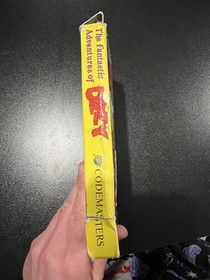 The Fantastic
Adventures of
DIZZY
CODEMASTERS